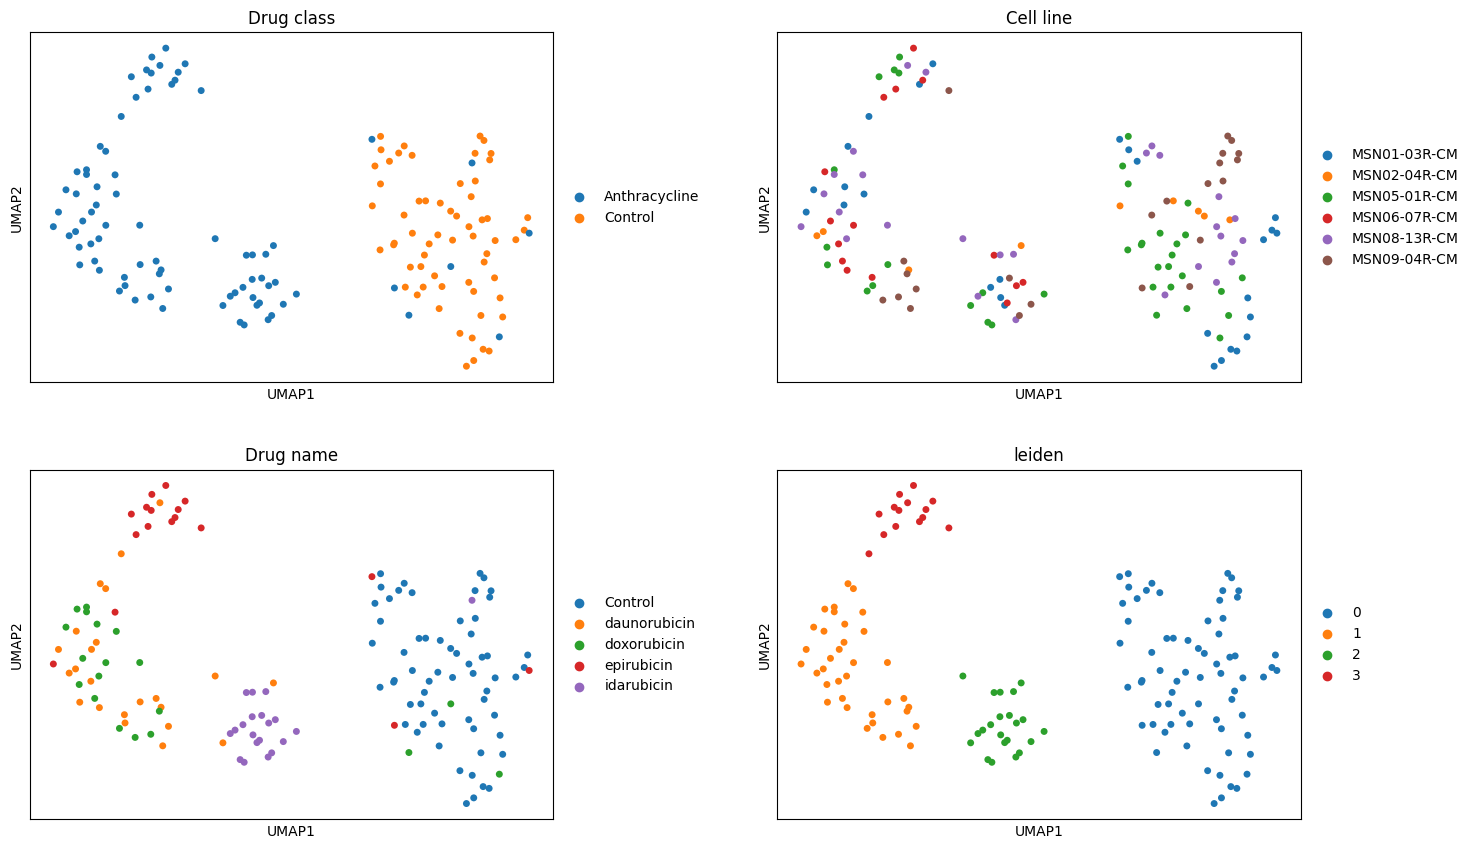 Drug class
UMAP2
UMAP1
Anthracycline
Control
Cell line
UMAP2
UMAP1
MSN01-03R-CM
MSN02-04R-CM
MSN05-01R-CM
MSN06-07R-CM
MSN08-13R-CM
MSN09-04R-CM
Drug name
UMAP2
UMAP1
Control
daunorubicin
doxorubicin
epirubicin
idarubicin
leiden
UMAP2
UMAP1
0
1
2
3